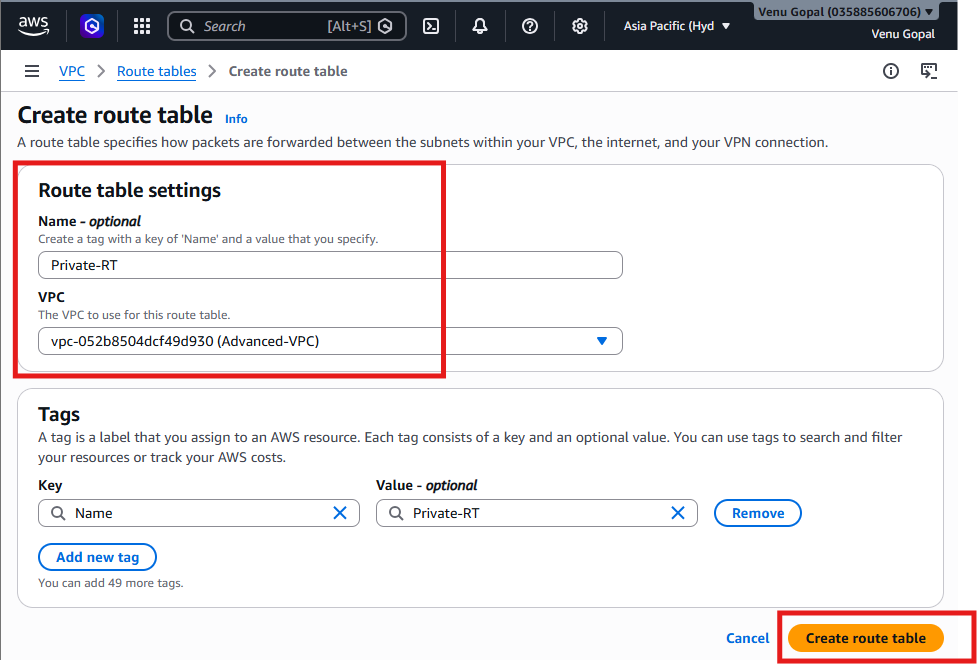 aws
Search [Alt+S]
Asia Pacific (Hyd
Venu Gopal (035885606706)
Venu Gopal
VPC > Route tables > Create route table
Create route table Info
A route table specifies how packets are forwarded between the subnets within your VPC, the internet, and your VPN connection.
Route table settings
Name - optional
Create a tag with a key of 'Name' and a value that you specify.
Private-RT
VPC
The VPC to use for this route table.
vpc-052b8504dcf49d930 (Advanced-VPC)
Tags
A tag is a label that you assign to an AWS resource. Each tag consists of a key and an optional value. You can use tags to search and filter
your resources or track your AWS costs.
Key Value - optional
Name Private-RT Remove
Add new tag
You can add 49 more tags.
Cancel Create route table